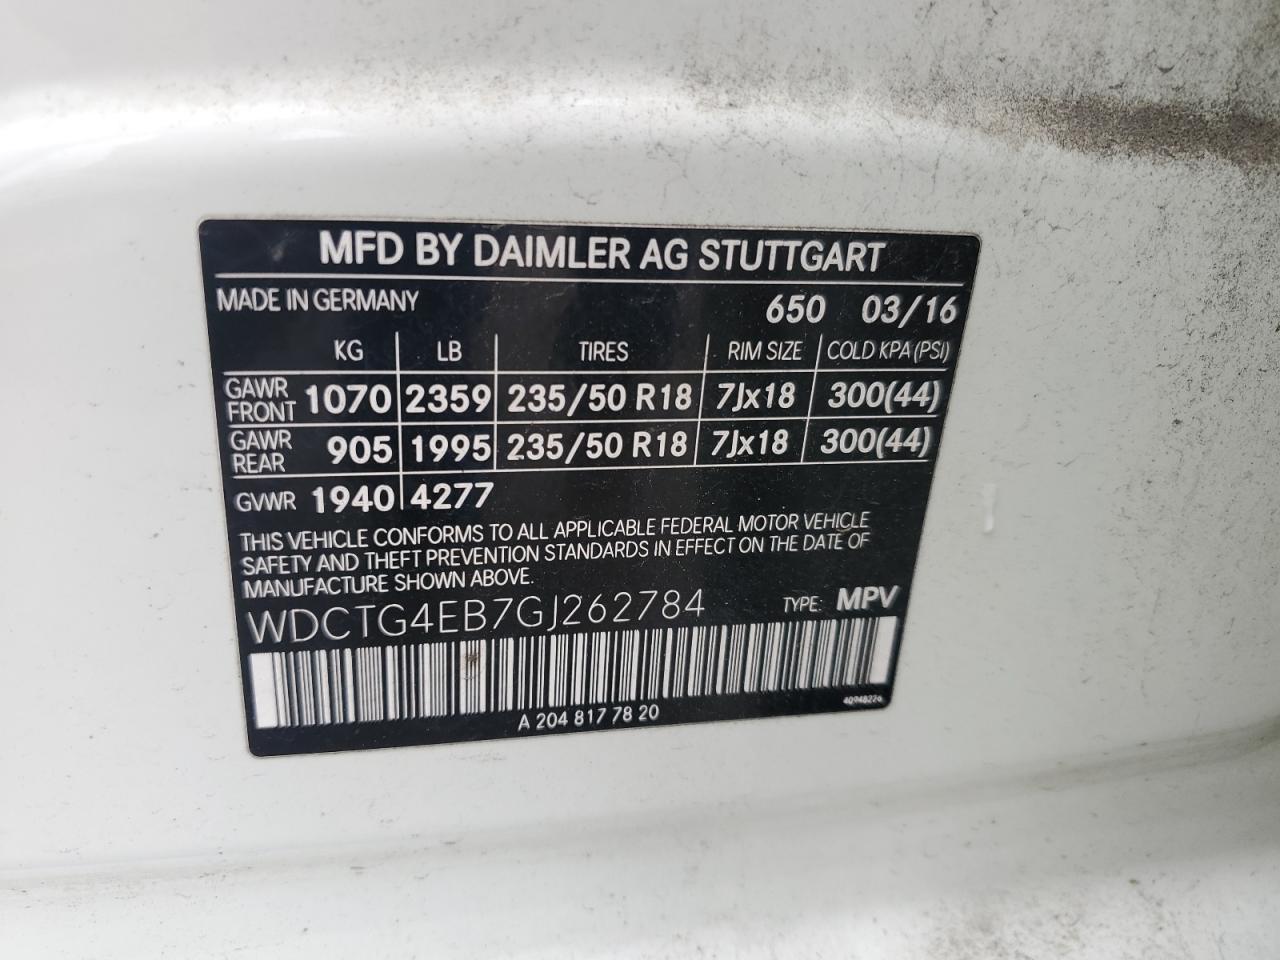 MFD BY DAIMLER AG STUTTGART
MADE IN GERMANY 650 03/16
KG LB TIRES RIM SIZE COLD KPA (PSI)
GAWR FRONT 1070 2359 235/50 R18 7Jx18 300(44)
GAWR REAR 905 1995 235/50 R18 7Jx18 300(44)
GVWR 1940 4277
THIS VEHICLE CONFORMS TO ALL APPLICABLE FEDERAL MOTOR VEHICLE
SAFETY AND THEFT PREVENTION STANDARDS IN EFFECT ON THE DATE OF
MANUFACTURE SHOWN ABOVE.
WDCTG4EB7GJ262784 TYPE: MPV
A 204 817 78 20 40948226